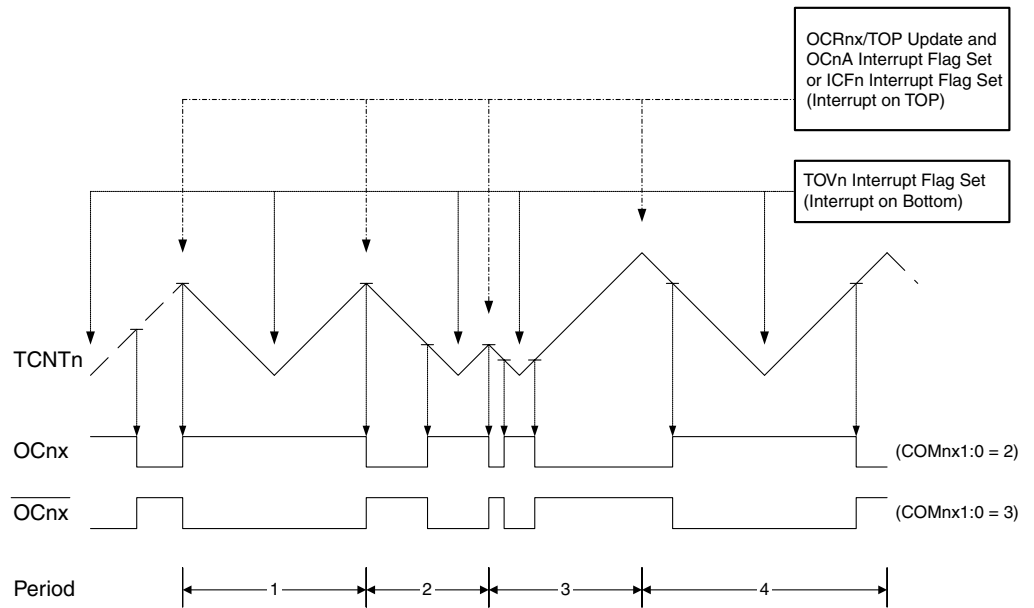 OCRnx/TOP Update and
OCnA Interrupt Flag Set
or ICFn Interrupt Flag Set
(Interrupt on TOP)
TOVn Interrupt Flag Set
(Interrupt on Bottom)
TCNTn
OCnx
(COMnx1:0 = 2)
OCnx
(COMnx1:0 = 3)
Period 1 2 3 4